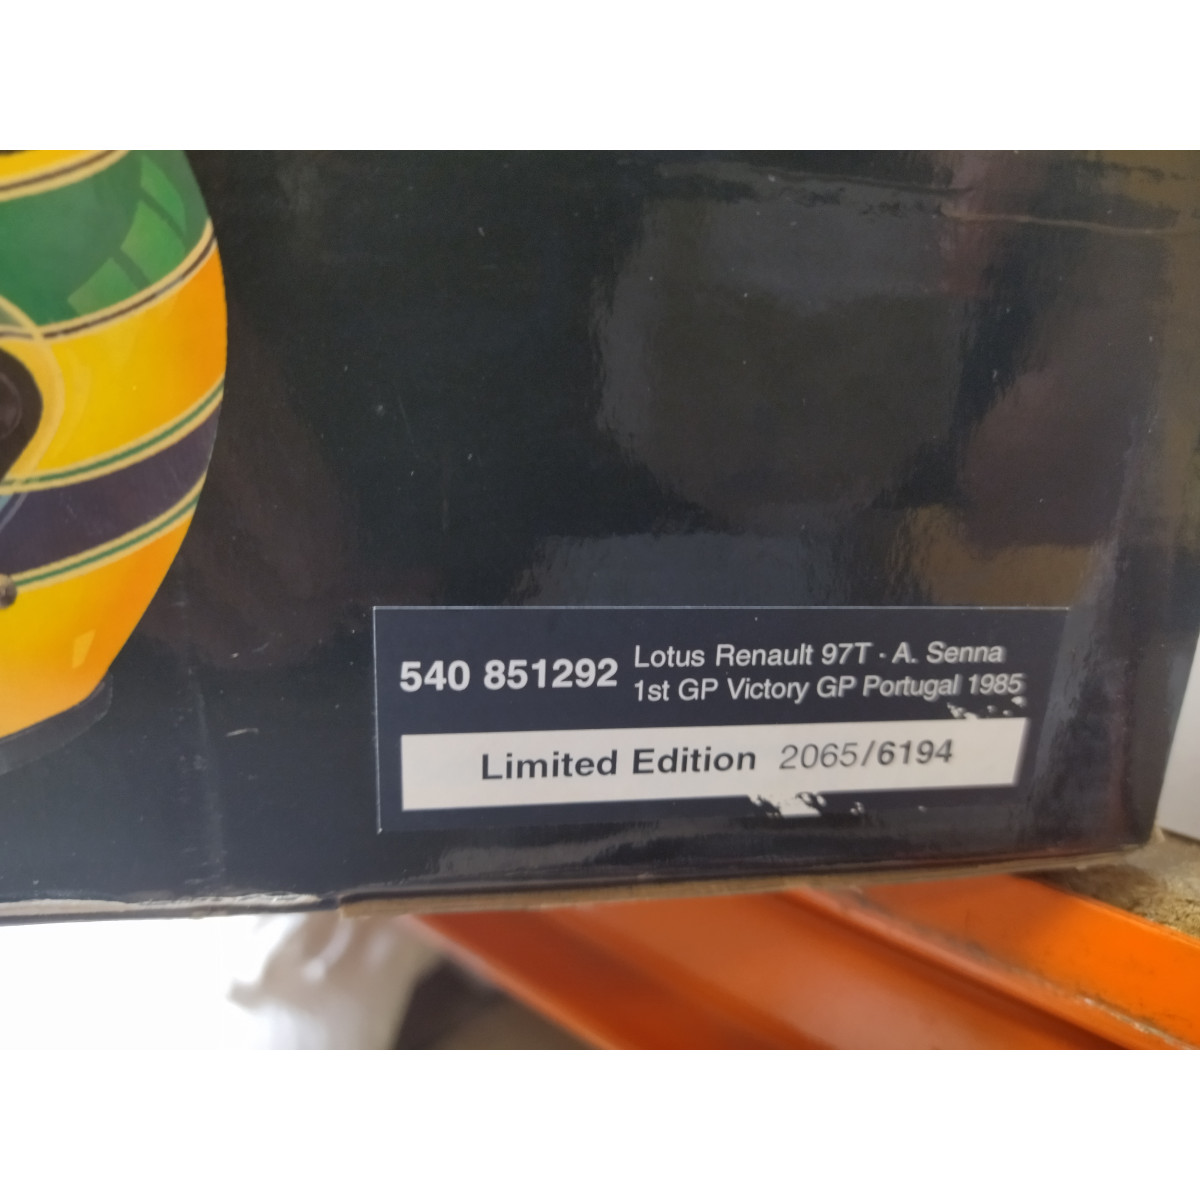 540 851292
Lotus Renault 97T - A. Senna
1st GP Victory GP Portugal 1985
Limited Edition 2065/6194